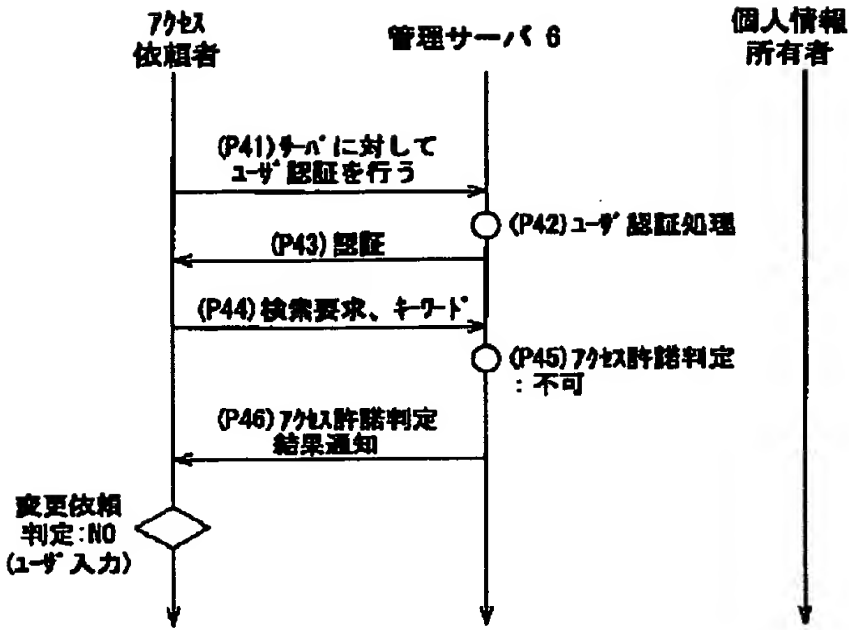 ｱｸｾｽ
依頼者
管理サーバ 6
個人情報
所有者
(P41)ｻｰﾊﾞに対して
ﾕｰｻﾞ認証を行う
(P42)ﾕｰｻﾞ認証処理
(P43)認証
(P44)検索要求、ｷｰﾜｰﾄﾞ
(P45)ｱｸｾｽ許諾判定
：不可
(P46)ｱｸｾｽ許諾判定
結果通知
変更依頼
判定:NO
(ﾕｰｻﾞ入力)